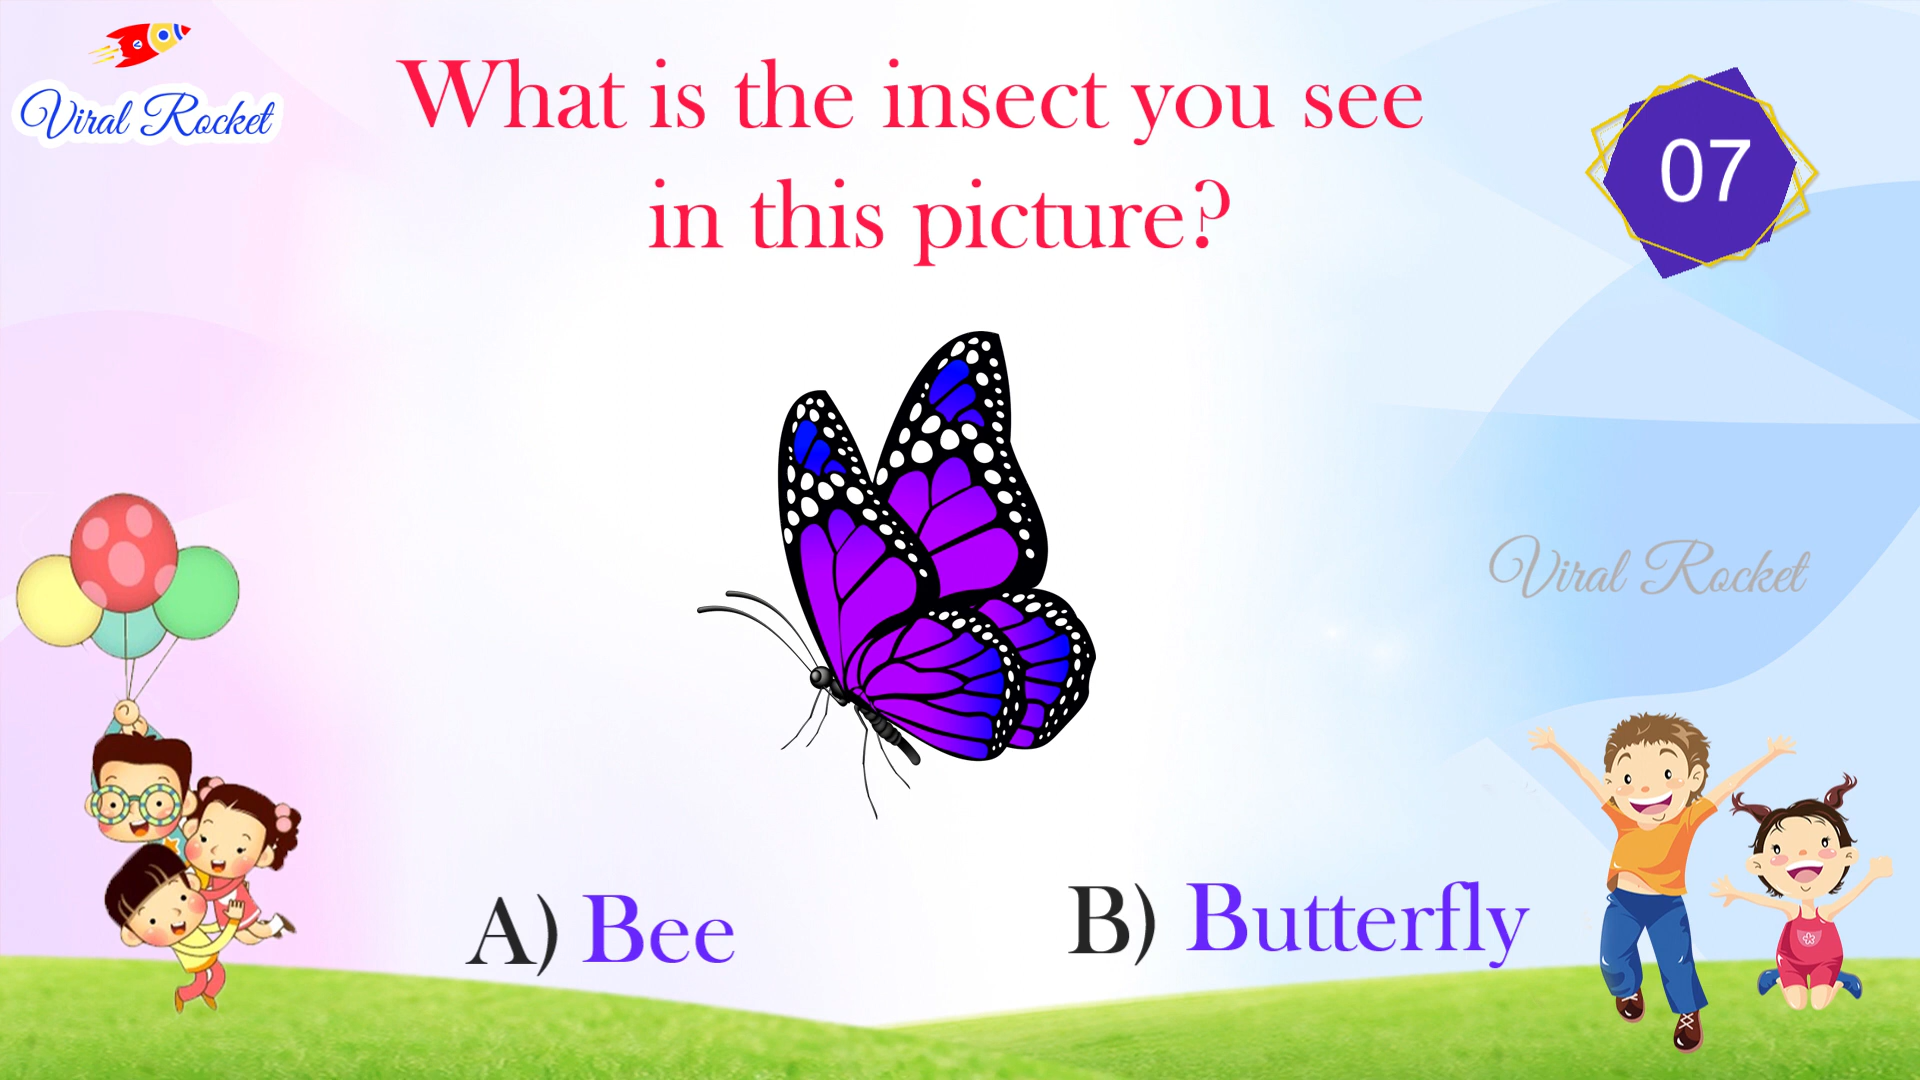 Viral Rocket
What is the insect you see
in this picture?
07
Viral Rocket
A) Bee
B) Butterfly